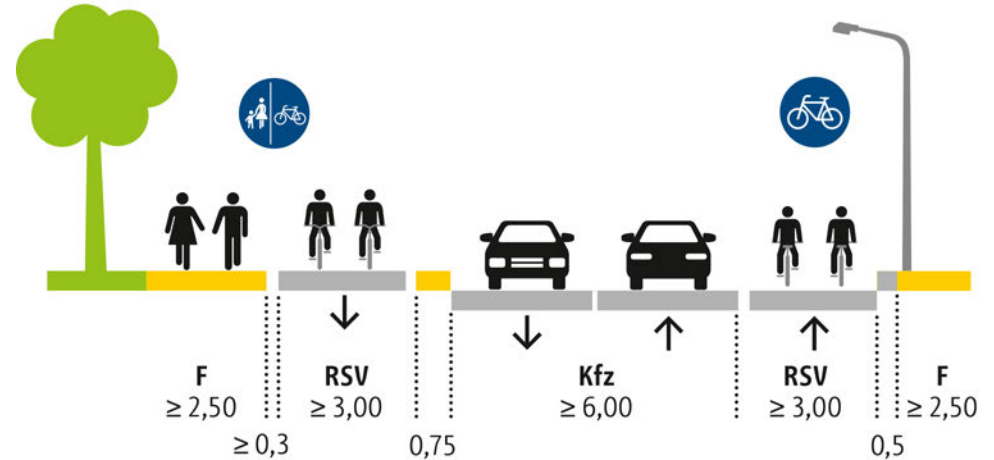 F
≥ 2,50
≥ 0,3
RSV
≥ 3,00
0,75
Kfz
≥ 6,00
RSV
≥ 3,00
0,5
F
≥ 2,50